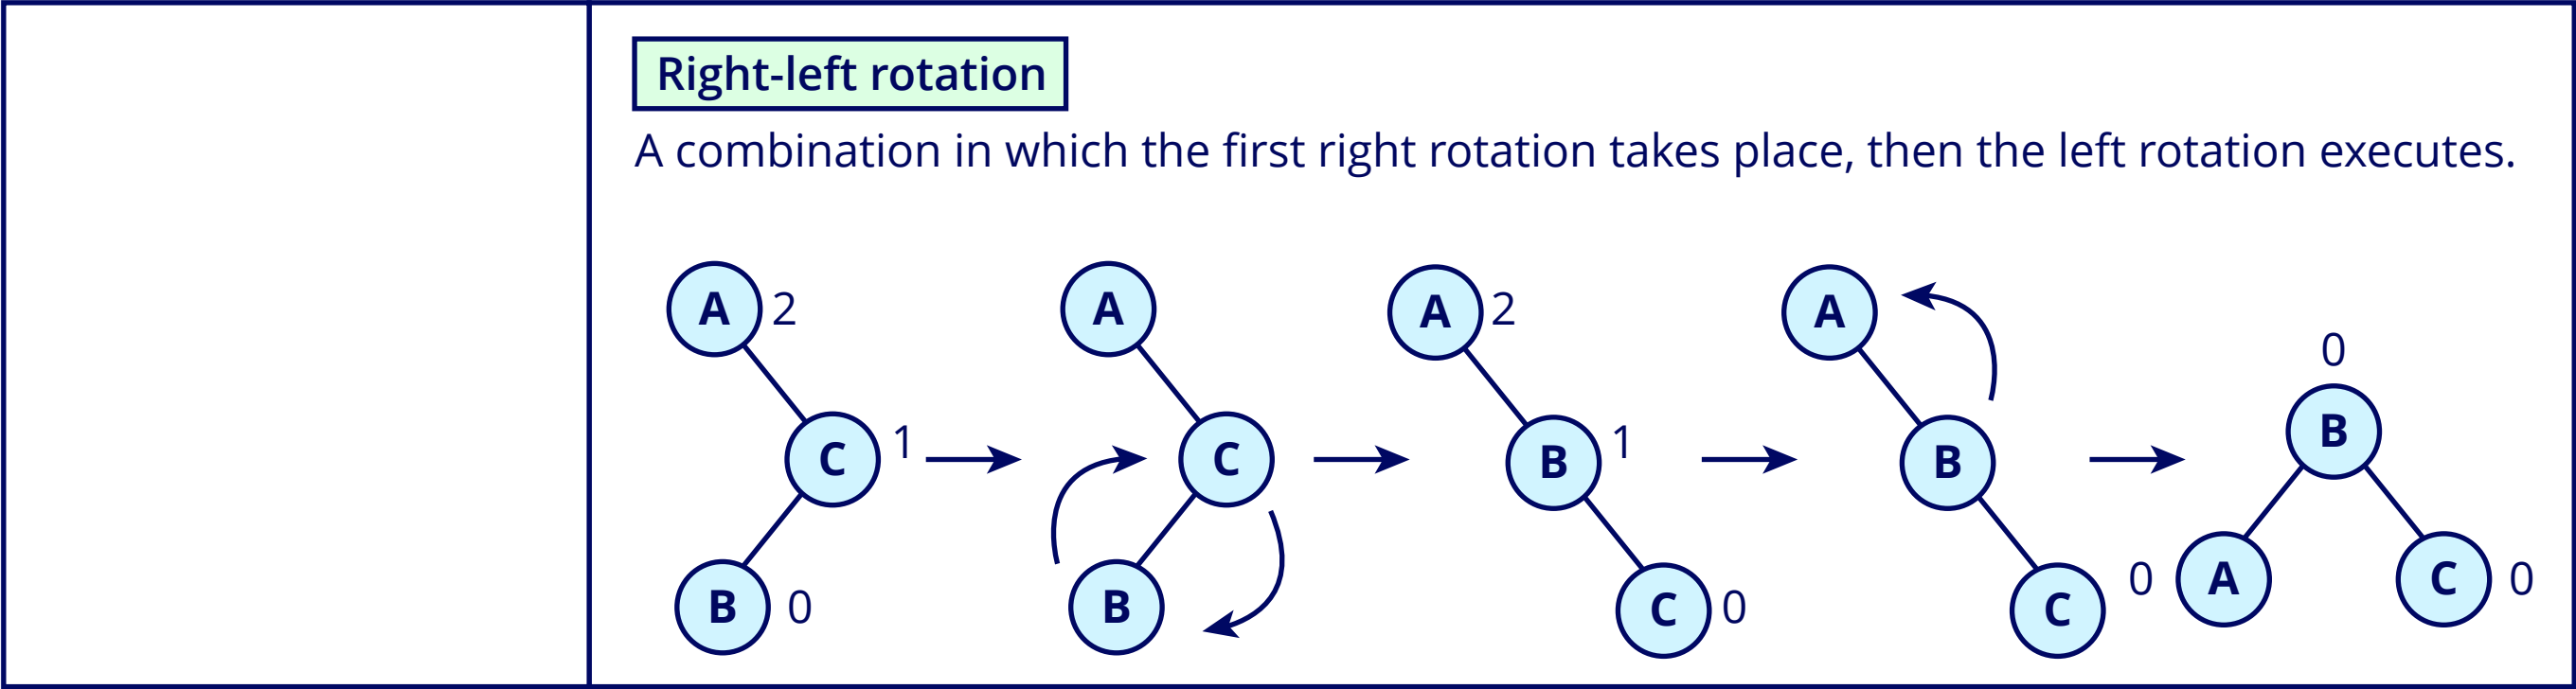 Right-left rotation
A combination in which the first right rotation takes place, then the left rotation executes.
A 2
C 1
B 0
A
C
B
A 2
B 1
C 0
A
B
C
0
B
0 A
C 0